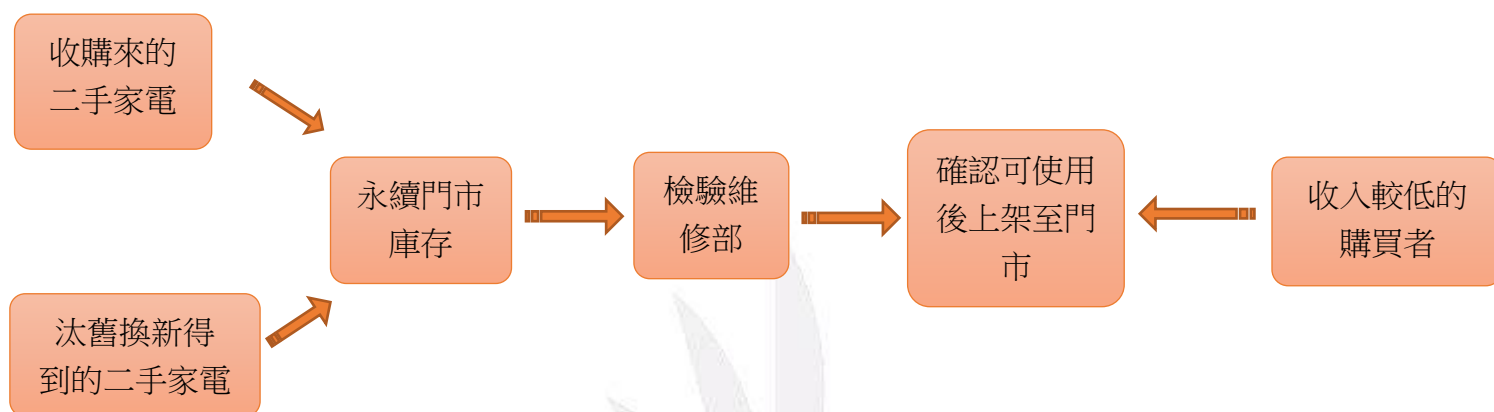 收購來的
二手家電
汰舊換新得
到的二手家電
永續門市
庫存
檢驗維
修部
確認可使用
後上架至門
市
收入較低的
購買者